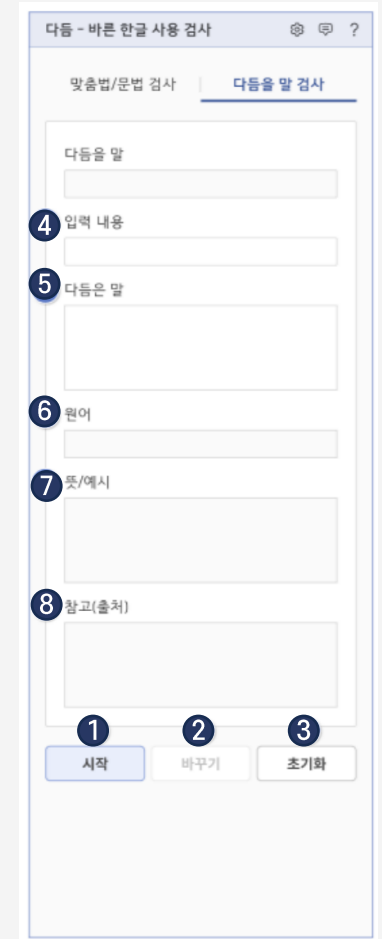 다듬 - 바른 한글 사용 검사 ?
맞춤법/문법 검사 다듬을 말 검사
다듬을 말
4 입력 내용
5 다듬은 말
6 원어
7 뜻/예시
8 참고(출처)
1 2 3
시작 바꾸기 초기화